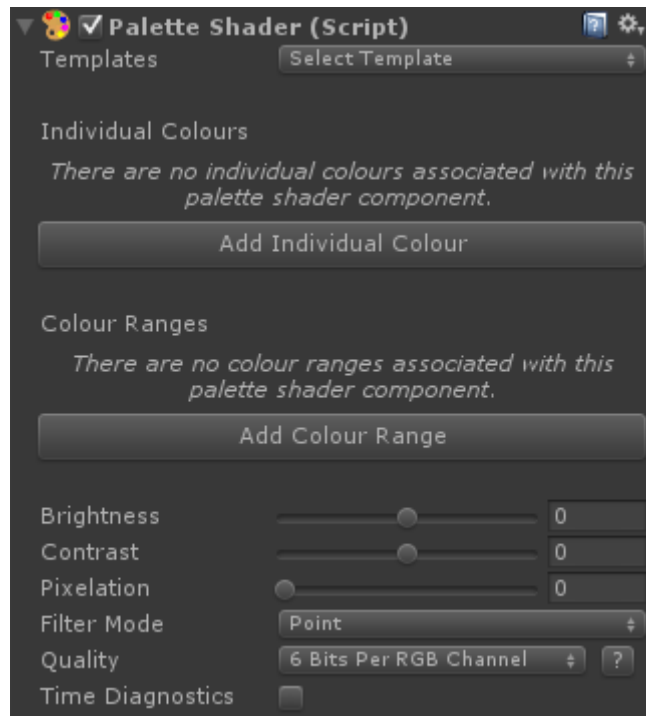 Palette Shader (Script)
Templates Select Template
Individual Colours
There are no individual colours associated with this
palette shader component.
Add Individual Colour
Colour Ranges
There are no colour ranges associated with this
palette shader component.
Add Colour Range
Brightness 0
Contrast 0
Pixelation 0
Filter Mode Point
Quality 6 Bits Per RGB Channel ?
Time Diagnostics